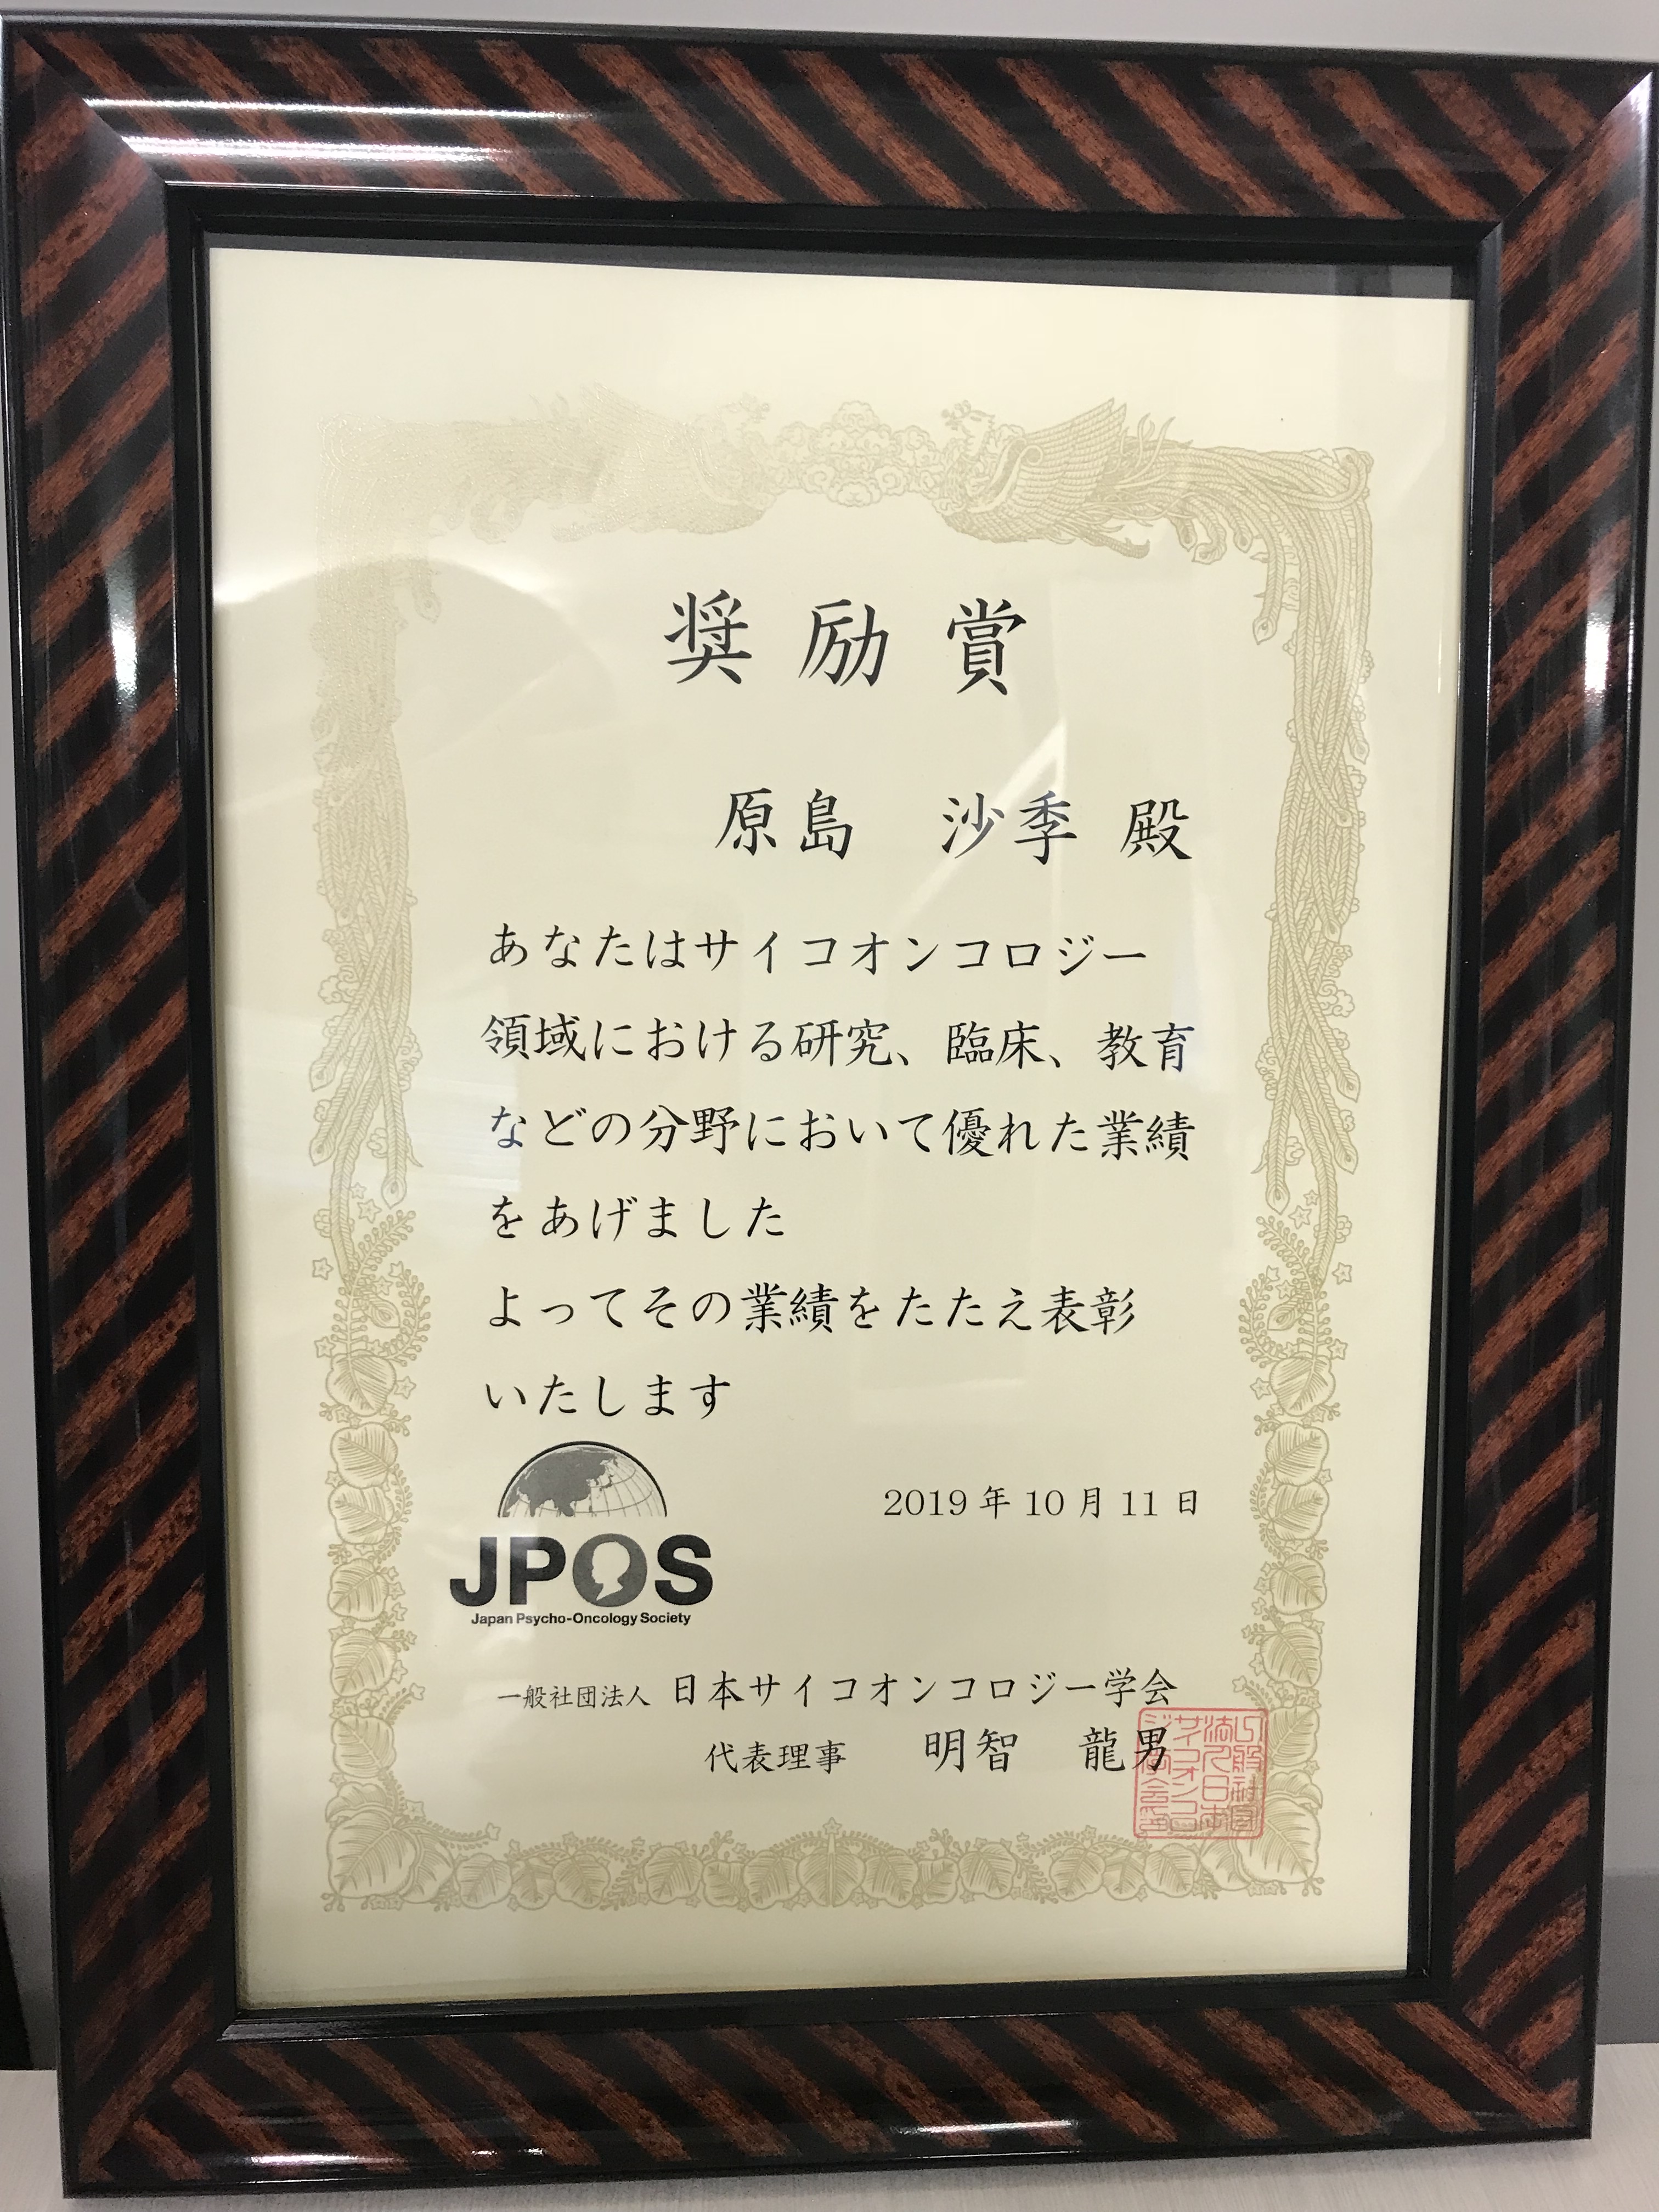 奨励賞
原島　沙季　殿
あなたはサイコオンコロジー
領域における研究、臨床、教育
などの分野において優れた業績
をあげました
よってその業績をたたえ表彰
いたします
2019年10月11日
JPOS
Japan Psycho-Oncology Society
一般社団法人 日本サイコオンコロジー学会
代表理事　明智　龍男